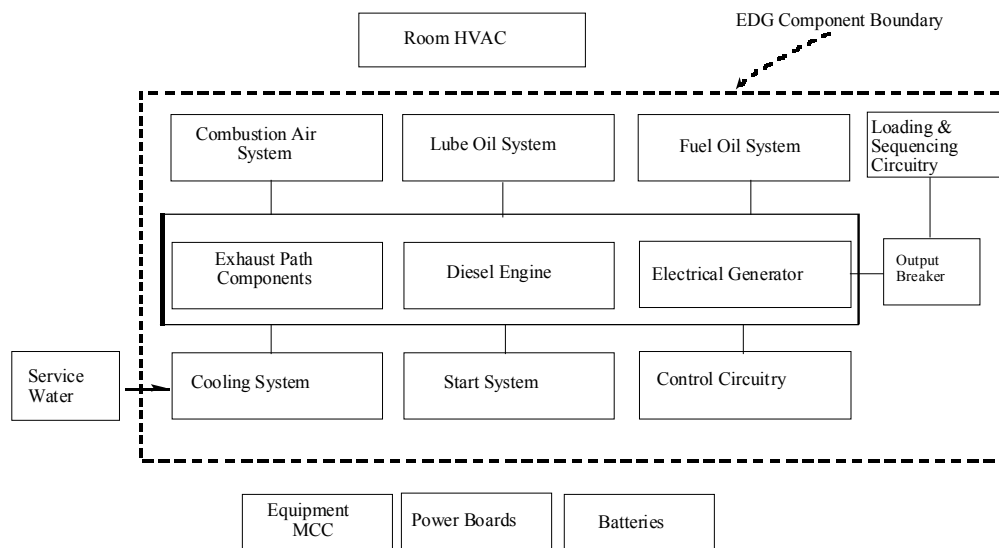 EDG Component Boundary
Room HVAC
Combustion Air
System
Lube Oil System
Fuel Oil System
Loading &
Sequencing
Circuitry
Exhaust Path
Components
Diesel Engine
Electrical Generator
Output
Breaker
Service
Water
Cooling System
Start System
Control Circuitry
Equipment
MCC
Power Boards
Batteries